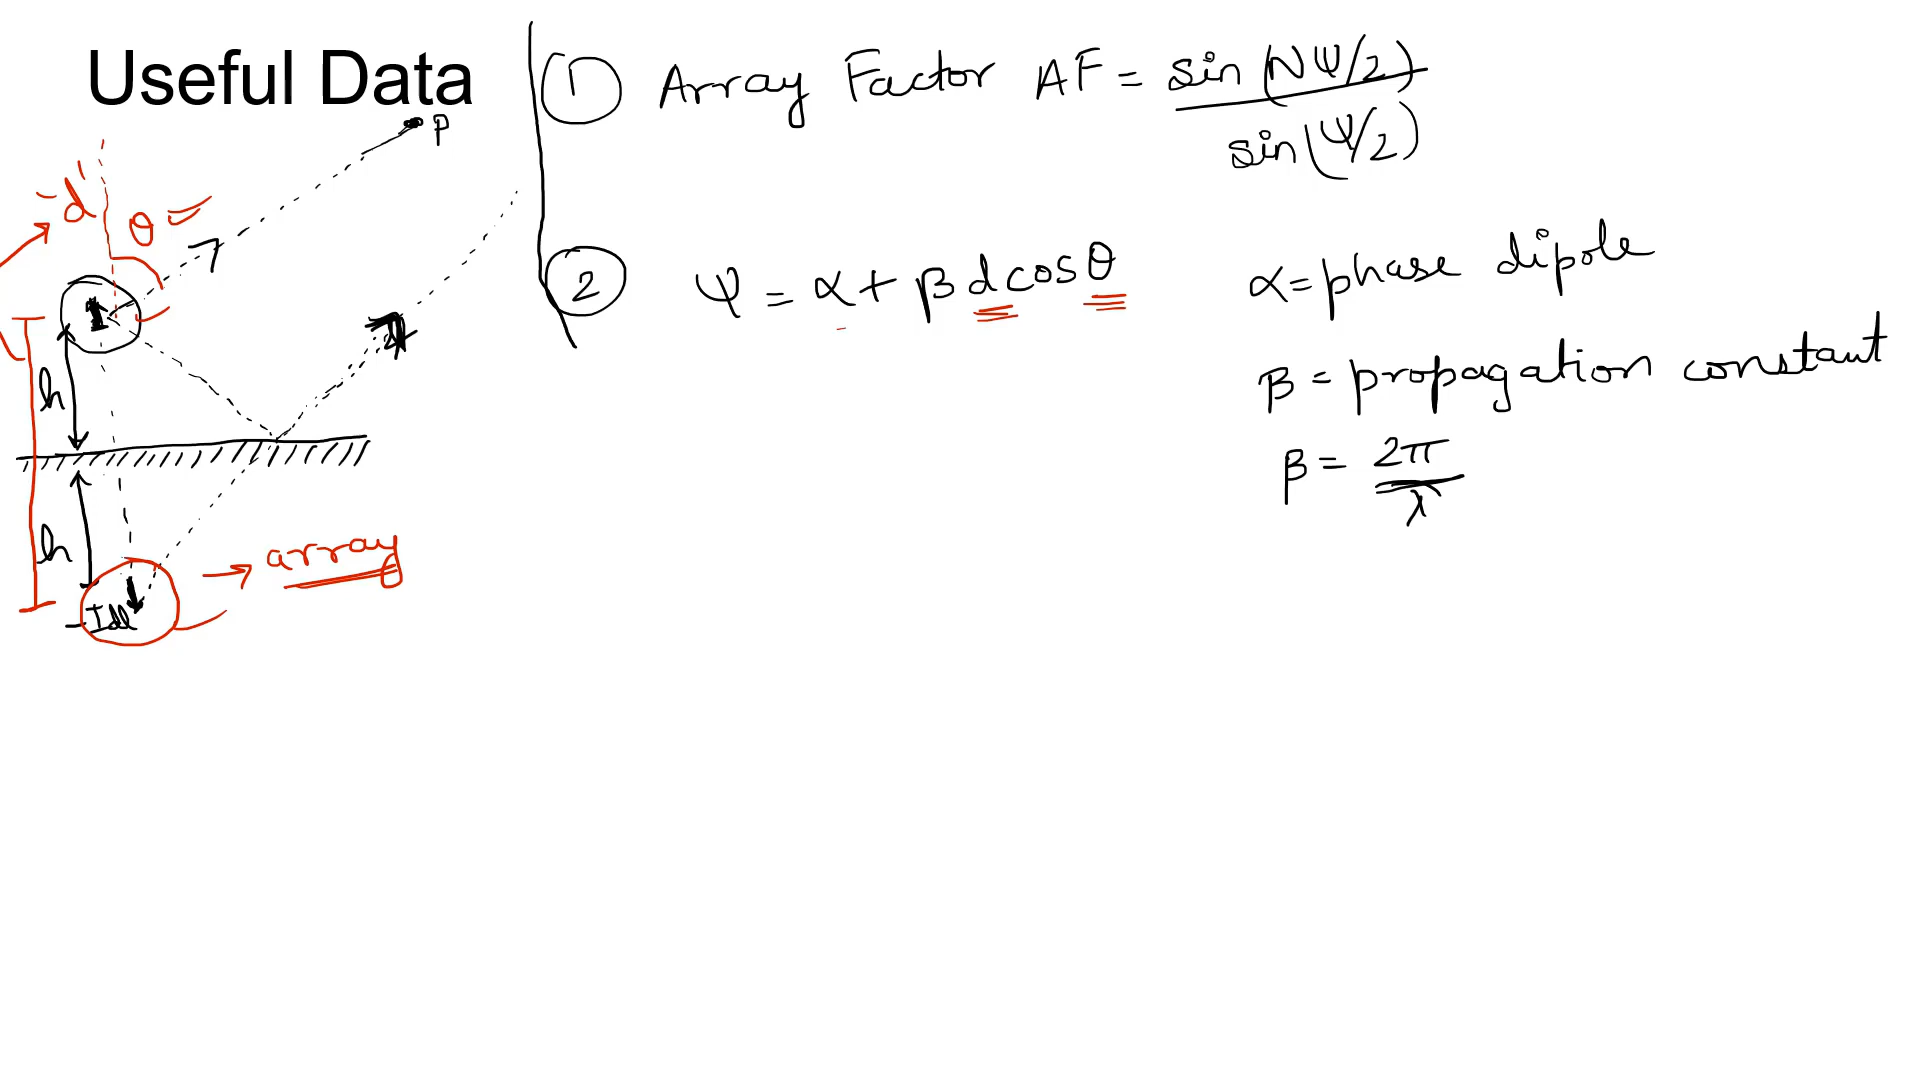 Useful Data
① Array Factor AF = sin (Nψ/2)
sin (ψ/2)
② ψ = α + β d cos θ
α = phase dipole
β = propagation constant
β = 2π
λ
P
'd'
θ
I
h
h
-Idl
→ array